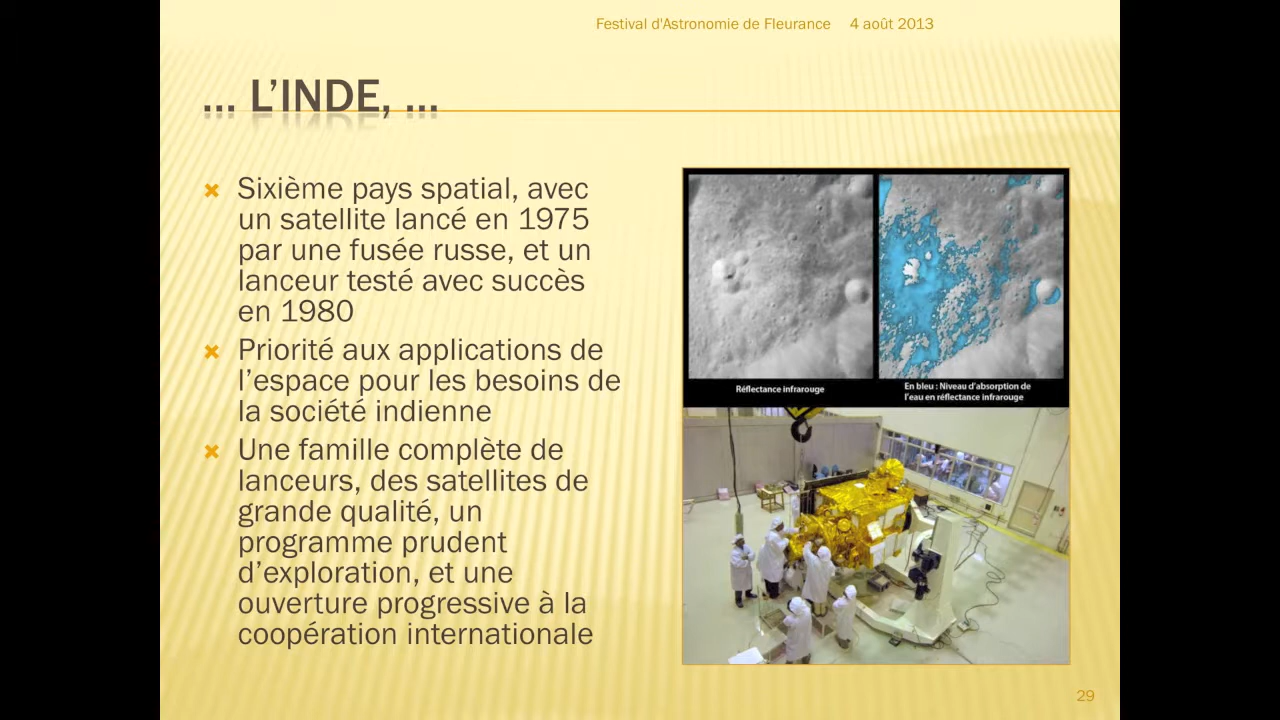 Festival d'Astronomie de Fleurance 4 août 2013
... L'INDE, ...
Sixième pays spatial, avec
un satellite lancé en 1975
par une fusée russe, et un
lanceur testé avec succès
en 1980
Priorité aux applications de
l'espace pour les besoins de
la société indienne
Une famille complète de
lanceurs, des satellites de
grande qualité, un
programme prudent
d'exploration, et une
ouverture progressive à la
coopération internationale
Réflectance infrarouge
En bleu : Niveau d'absorption de
l'eau en réflectance infrarouge
29